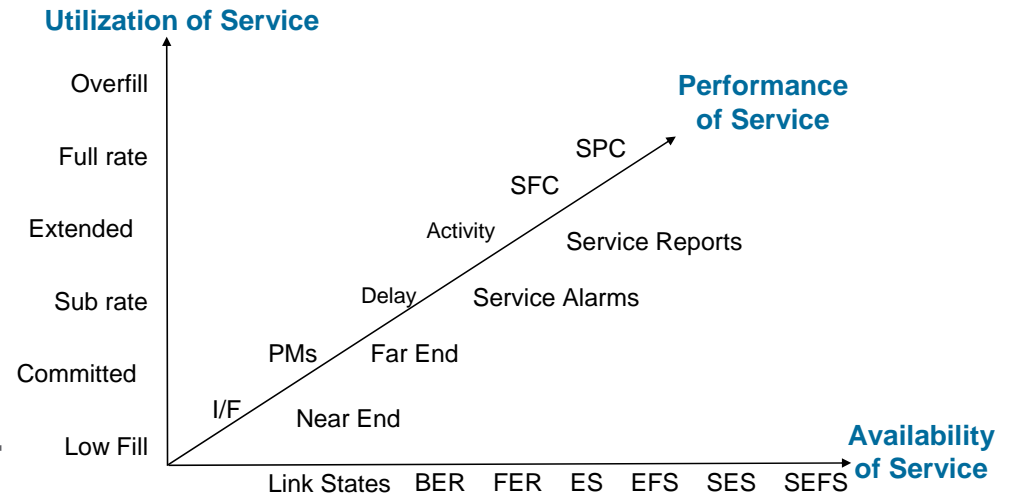 Utilization of Service
Overfill
Performance
of Service
SPC
Full rate
SFC
Extended
Activity
Service Reports
Sub rate
Delay
Service Alarms
PMs
Far End
Committed
I/F
Near End
Low Fill
Availability
of Service
Link States BER FER ES EFS SES SEFS